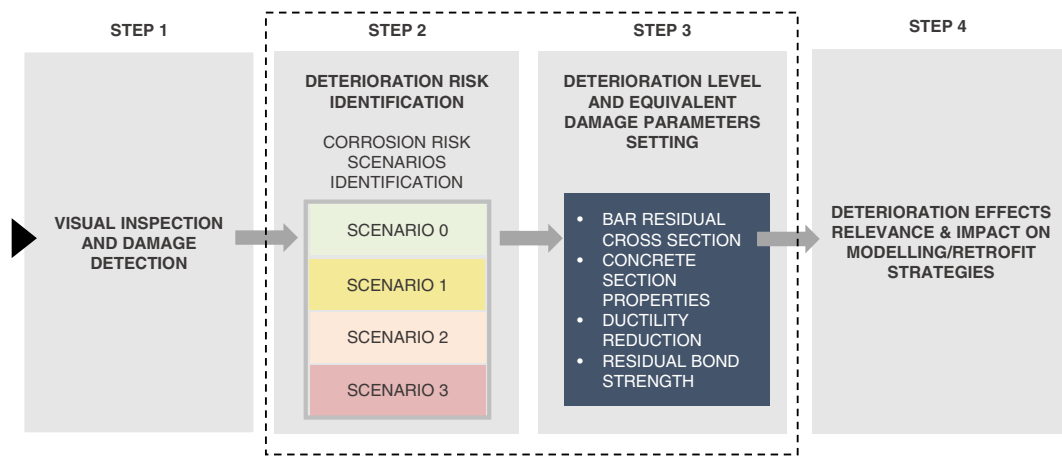 STEP 1
VISUAL INSPECTION
AND DAMAGE
DETECTION
STEP 2
DETERIORATION RISK
IDENTIFICATION
CORROSION RISK
SCENARIOS
IDENTIFICATION
SCENARIO 0
SCENARIO 1
SCENARIO 2
SCENARIO 3
STEP 3
DETERIORATION LEVEL
AND EQUIVALENT
DAMAGE PARAMETERS
SETTING
• BAR RESIDUAL
CROSS SECTION
• CONCRETE
SECTION
PROPERTIES
• DUCTILITY
REDUCTION
• RESIDUAL BOND
STRENGTH
STEP 4
DETERIORATION EFFECTS
RELEVANCE & IMPACT ON
MODELLING/RETROFIT
STRATEGIES